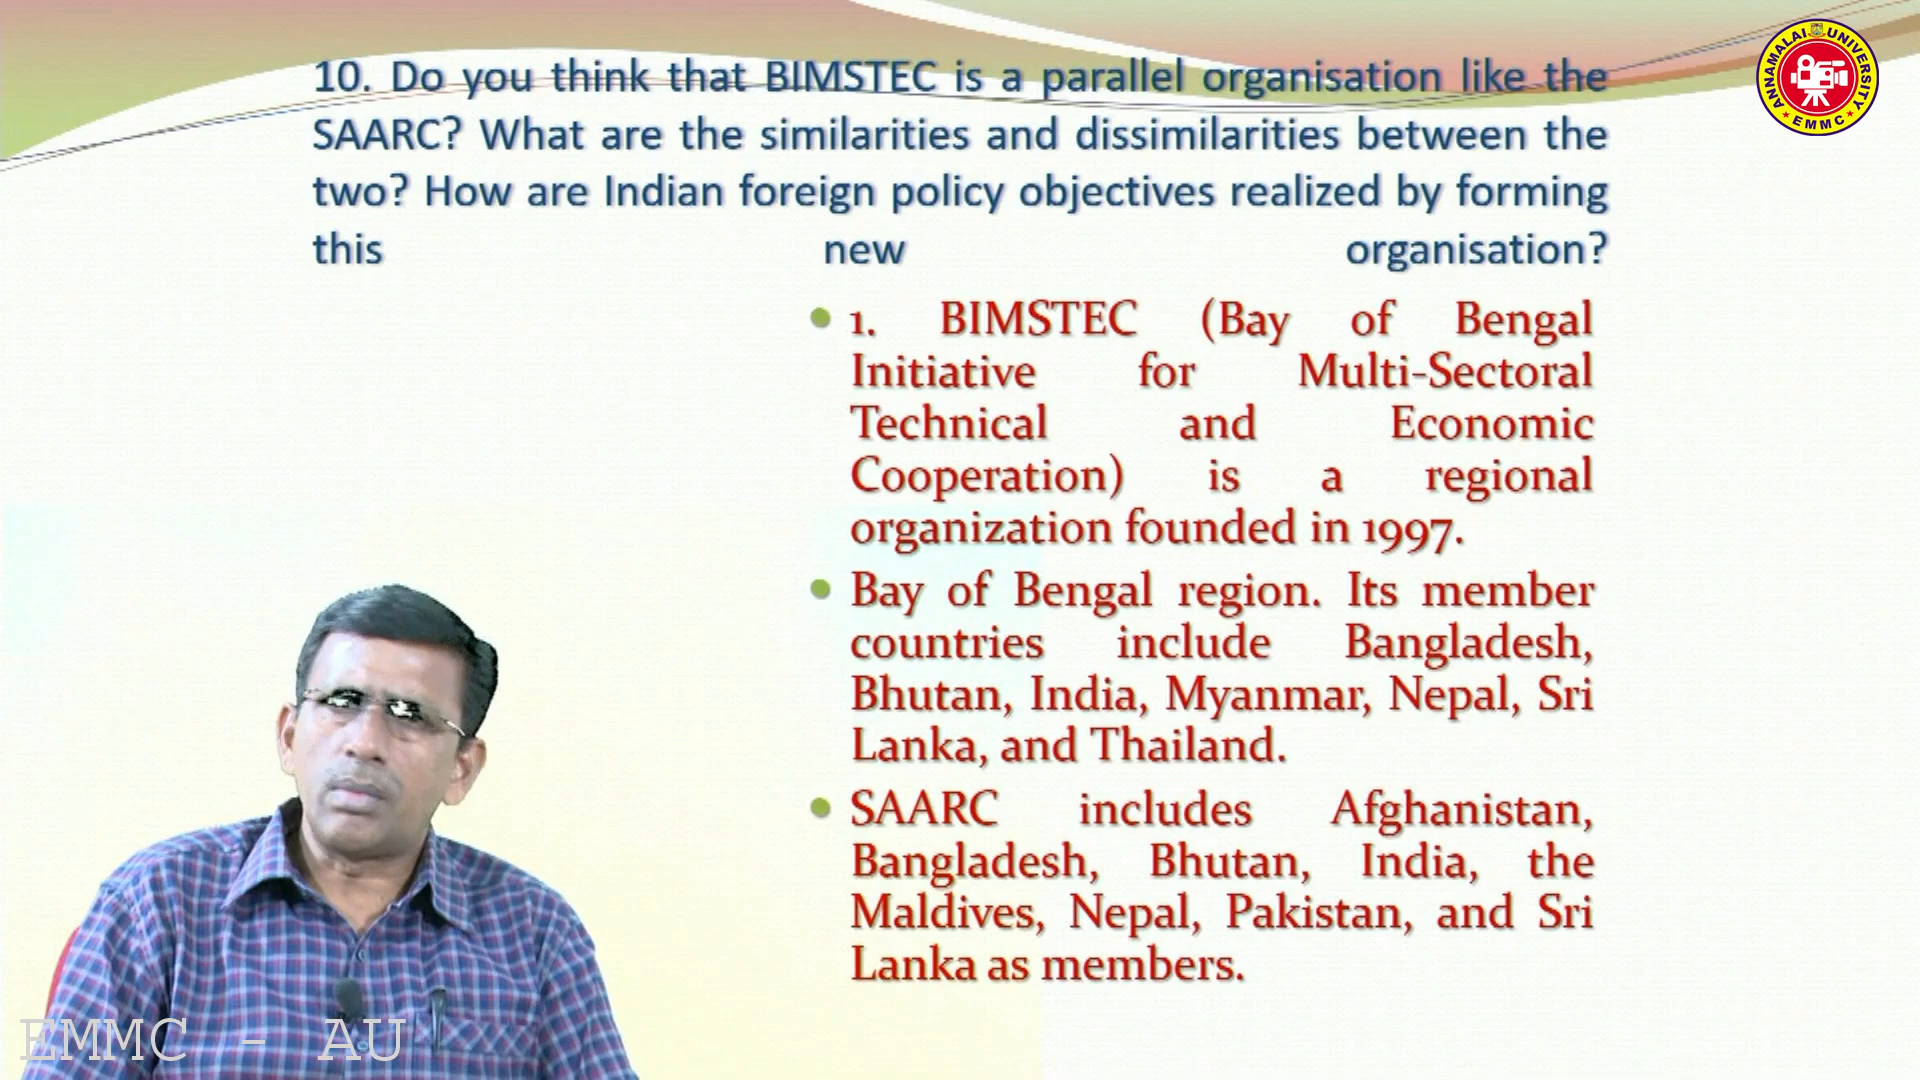 10. Do you think that BIMSTEC is a parallel organisation like the
SAARC? What are the similarities and dissimilarities between the
two? How are Indian foreign policy objectives realized by forming
this new organisation?
1. BIMSTEC (Bay of Bengal
Initiative for Multi-Sectoral
Technical and Economic
Cooperation) is a regional
organization founded in 1997.
Bay of Bengal region. Its member
countries include Bangladesh,
Bhutan, India, Myanmar, Nepal, Sri
Lanka, and Thailand.
SAARC includes Afghanistan,
Bangladesh, Bhutan, India, the
Maldives, Nepal, Pakistan, and Sri
Lanka as members.
ANNAMALAI UNIVERSITY
EMMC
EMMC - AU